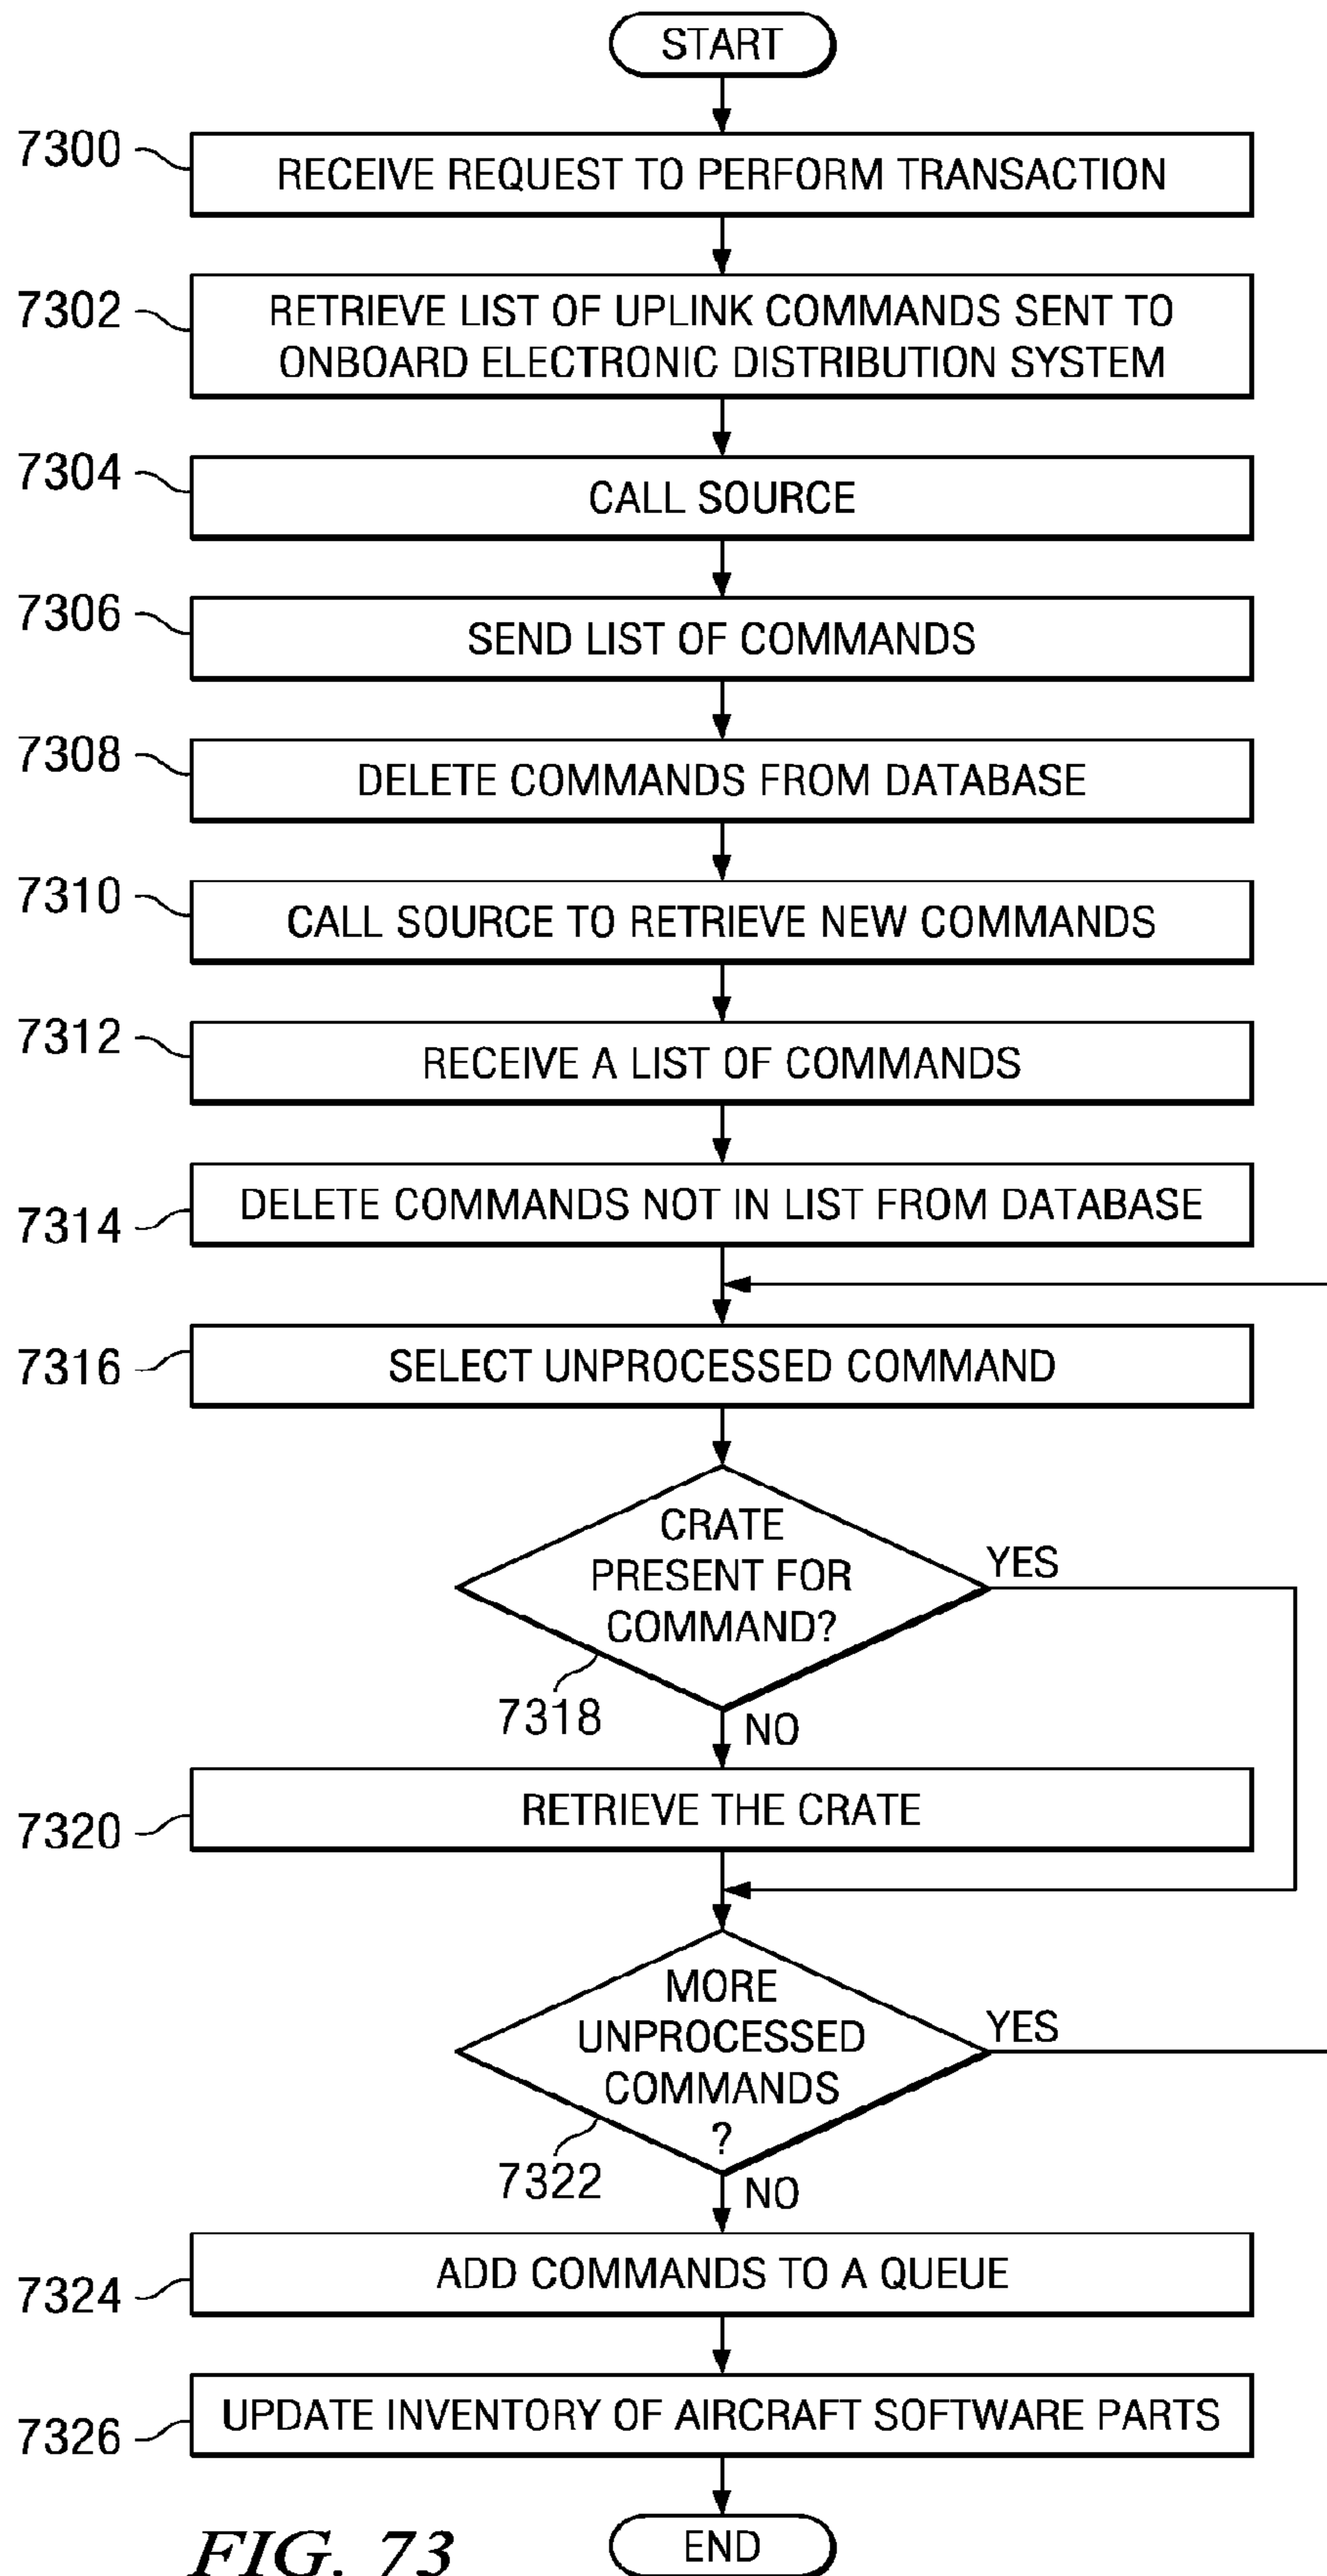 START
7300
RECEIVE REQUEST TO PERFORM TRANSACTION
7302
RETRIEVE LIST OF UPLINK COMMANDS SENT TO
ONBOARD ELECTRONIC DISTRIBUTION SYSTEM
7304
CALL SOURCE
7306
SEND LIST OF COMMANDS
7308
DELETE COMMANDS FROM DATABASE
7310
CALL SOURCE TO RETRIEVE NEW COMMANDS
7312
RECEIVE A LIST OF COMMANDS
7314
DELETE COMMANDS NOT IN LIST FROM DATABASE
7316
SELECT UNPROCESSED COMMAND
CRATE
PRESENT FOR
COMMAND?
YES
7318
NO
7320
RETRIEVE THE CRATE
MORE
UNPROCESSED
COMMANDS
?
YES
7322
NO
7324
ADD COMMANDS TO A QUEUE
7326
UPDATE INVENTORY OF AIRCRAFT SOFTWARE PARTS
END
FIG. 73